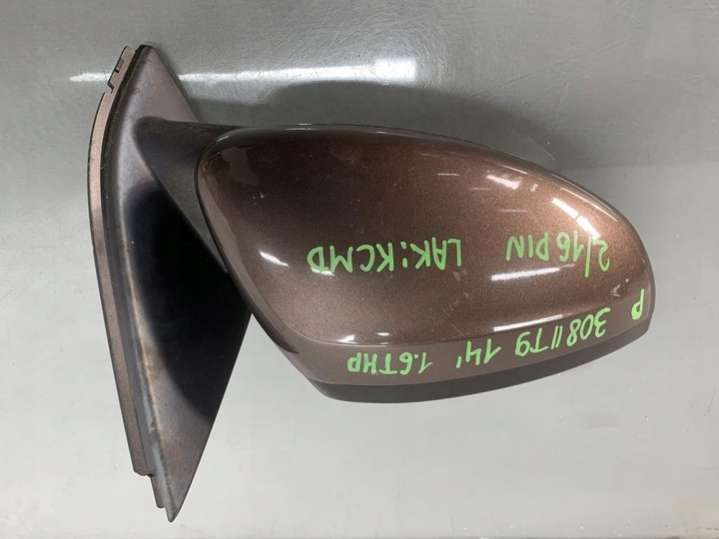 P 308 II T9 14' 1.6THP
2/16 PIN LAK: KCMD